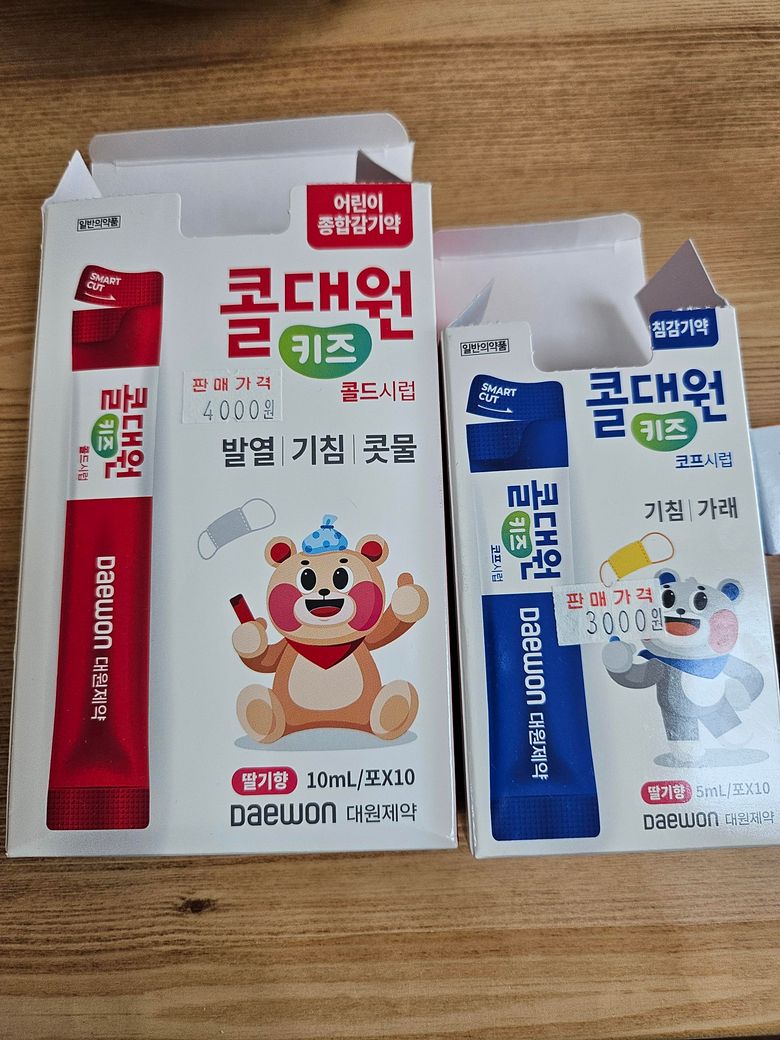 일반의약품
어린이
종합감기약
SMART
CUT
콜대원
키즈
콜드시럽
판매가격
4000원
발열|기침|콧물
콜대원
키즈
콜드시럽
Daewon 대원제약
딸기향 10mL/포X10
Daewon 대원제약
일반의약품
침감기약
SMART
CUT
콜대원
키즈
코프시럽
기침|가래
콜대원
키즈
코프시럽
판매가격
3000원
Daewon 대원제약
딸기향 5mL/포X10
Daewon 대원제약